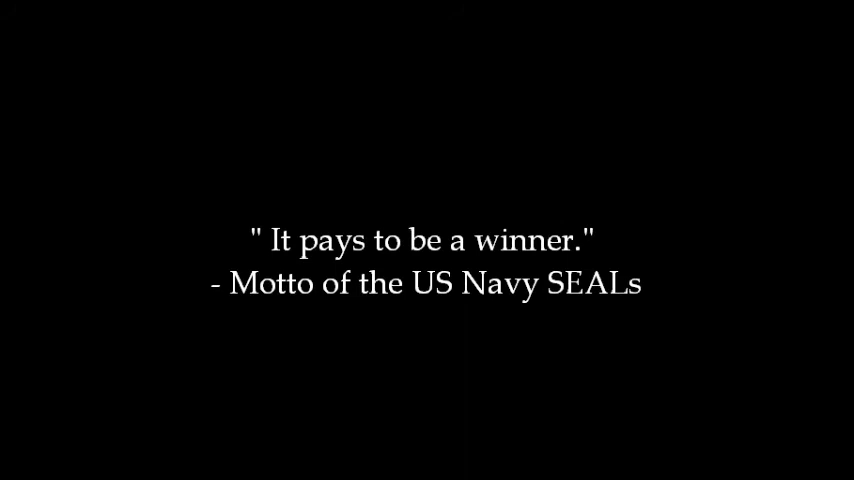 " It pays to be a winner."
- Motto of the US Navy SEALs